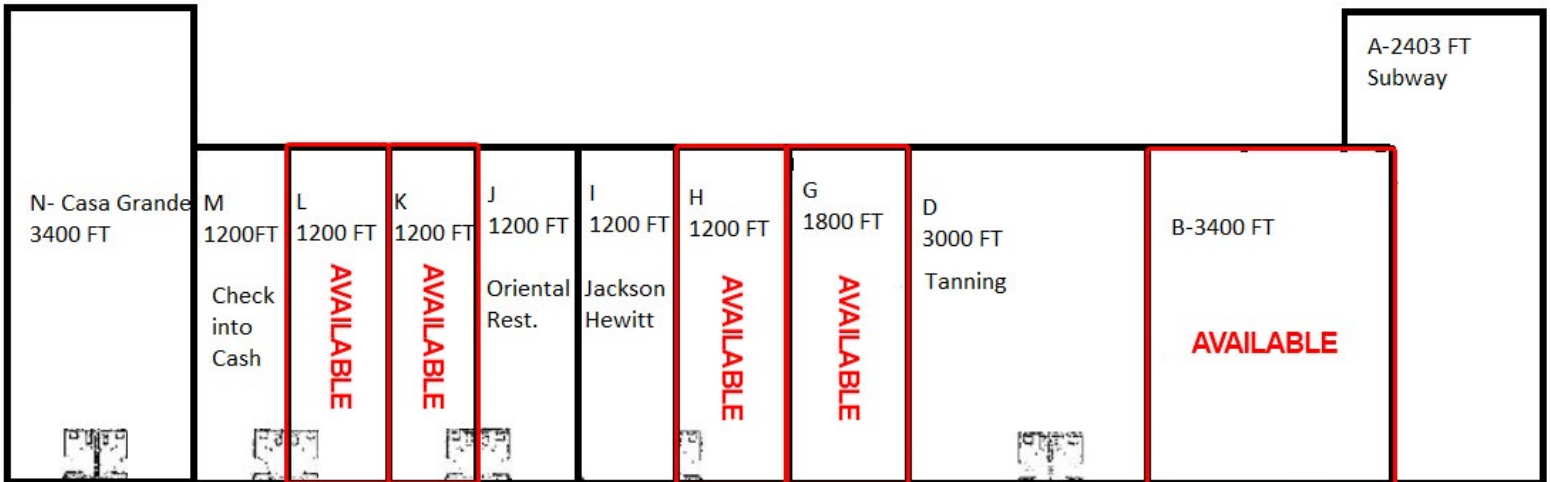 N- Casa Grande
3400 FT
M
1200FT
Check
into
Cash
L
1200 FT
AVAILABLE
K
1200 FT
AVAILABLE
J
1200 FT
Oriental
Rest.
I
1200 FT
Jackson
Hewitt
H
1200 FT
AVAILABLE
G
1800 FT
AVAILABLE
D
3000 FT
Tanning
B-3400 FT
AVAILABLE
A-2403 FT
Subway